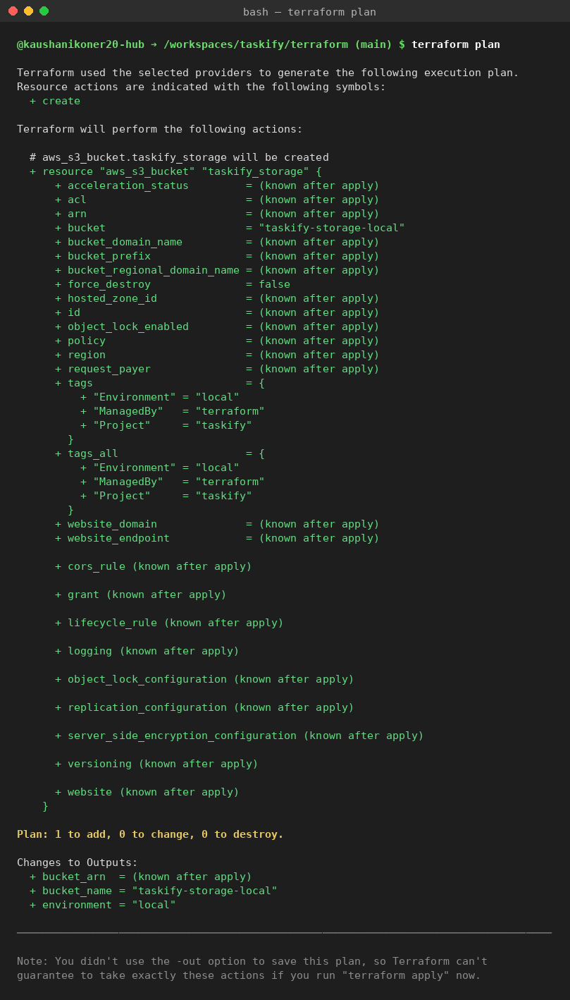 bash — terraform plan
@kaushanikoner20-hub → /workspaces/taskify/terraform (main) $ terraform plan
Terraform used the selected providers to generate the following execution plan.
Resource actions are indicated with the following symbols:
  + create
Terraform will perform the following actions:
  # aws_s3_bucket.taskify_storage will be created
  + resource "aws_s3_bucket" "taskify_storage" {
      + acceleration_status         = (known after apply)
      + acl                         = (known after apply)
      + arn                         = (known after apply)
      + bucket                      = "taskify-storage-local"
      + bucket_domain_name          = (known after apply)
      + bucket_prefix               = (known after apply)
      + bucket_regional_domain_name = (known after apply)
      + force_destroy               = false
      + hosted_zone_id              = (known after apply)
      + id                          = (known after apply)
      + object_lock_enabled         = (known after apply)
      + policy                      = (known after apply)
      + region                      = (known after apply)
      + request_payer               = (known after apply)
      + tags                        = {
          + "Environment" = "local"
          + "ManagedBy"   = "terraform"
          + "Project"     = "taskify"
        }
      + tags_all                    = {
          + "Environment" = "local"
          + "ManagedBy"   = "terraform"
          + "Project"     = "taskify"
        }
      + website_domain              = (known after apply)
      + website_endpoint            = (known after apply)
      + cors_rule (known after apply)
      + grant (known after apply)
      + lifecycle_rule (known after apply)
      + logging (known after apply)
      + object_lock_configuration (known after apply)
      + replication_configuration (known after apply)
      + server_side_encryption_configuration (known after apply)
      + versioning (known after apply)
      + website (known after apply)
    }
Plan: 1 to add, 0 to change, 0 to destroy.
Changes to Outputs:
  + bucket_arn  = (known after apply)
  + bucket_name = "taskify-storage-local"
  + environment = "local"
Note: You didn't use the -out option to save this plan, so Terraform can't
guarantee to take exactly these actions if you run "terraform apply" now.